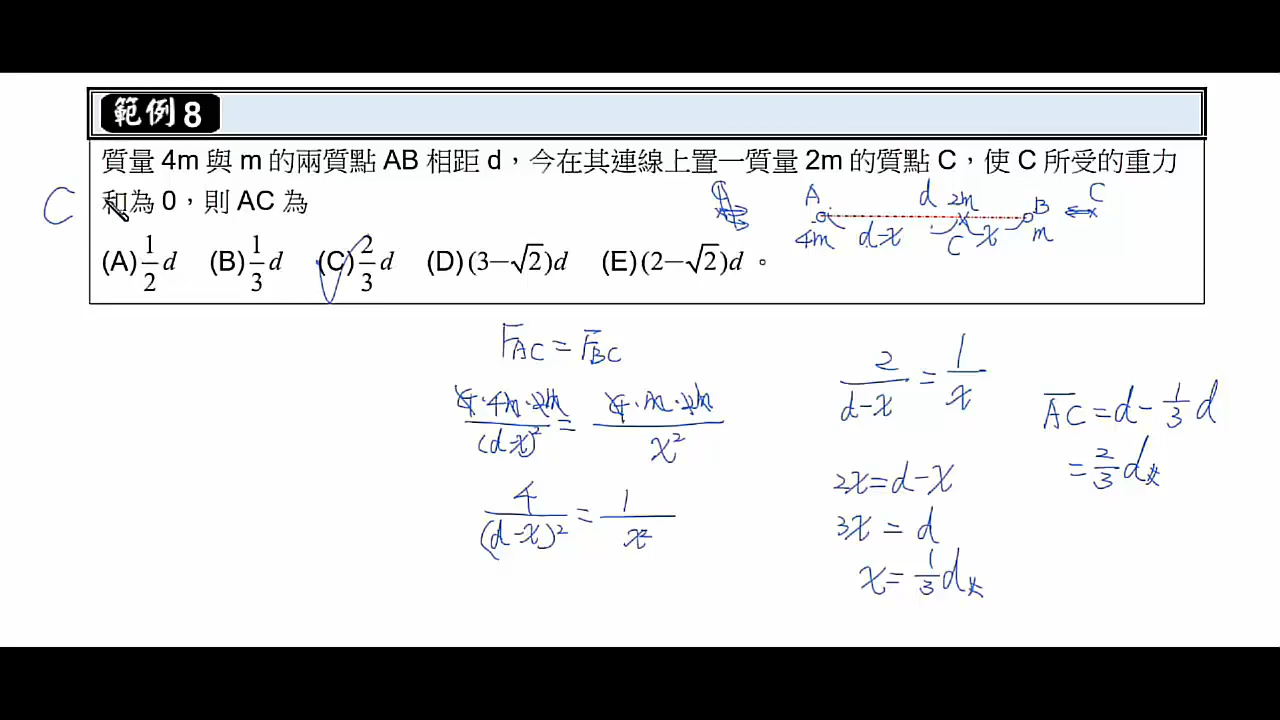 範例 8
質量 4m 與 m 的兩質點 AB 相距 d，今在其連線上置一質量 2m 的質點 C，使 C 所受的重力
和為 0，則 AC 為
(A) 1/2 d (B) 1/3 d (C) 2/3 d (D) (3−√2)d (E) (2−√2)d 。
C
A d 2m B C
4m d-x C x m
F_AC = F_BC
G·4m·2m/(d-x)² = G·m·2m/x²
4/(d-x)² = 1/x²
2/(d-x) = 1/x
2x = d-x
3x = d
x = 1/3 d
AC = d - 1/3 d
= 2/3 d